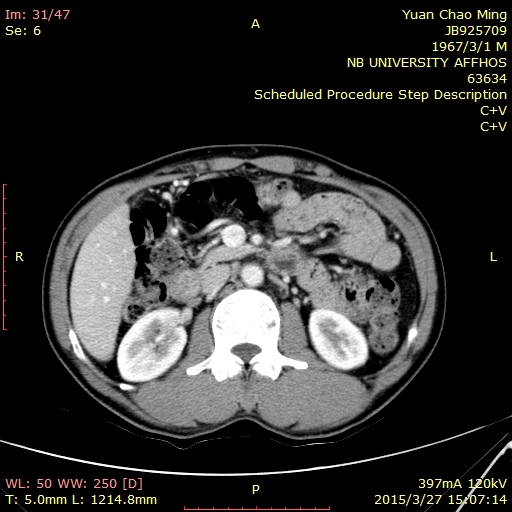 Im: 31/47
Se: 6
A
Yuan Chao Ming
JB925709
1967/3/1 M
NB UNIVERSITY AFFHOS
63634
Scheduled Procedure Step Description
C+V
C+V
R
L
WL: 50 WW: 250 [D]
T: 5.0mm L: 1214.8mm
P
397mA 120kV
2015/3/27 15:07:14